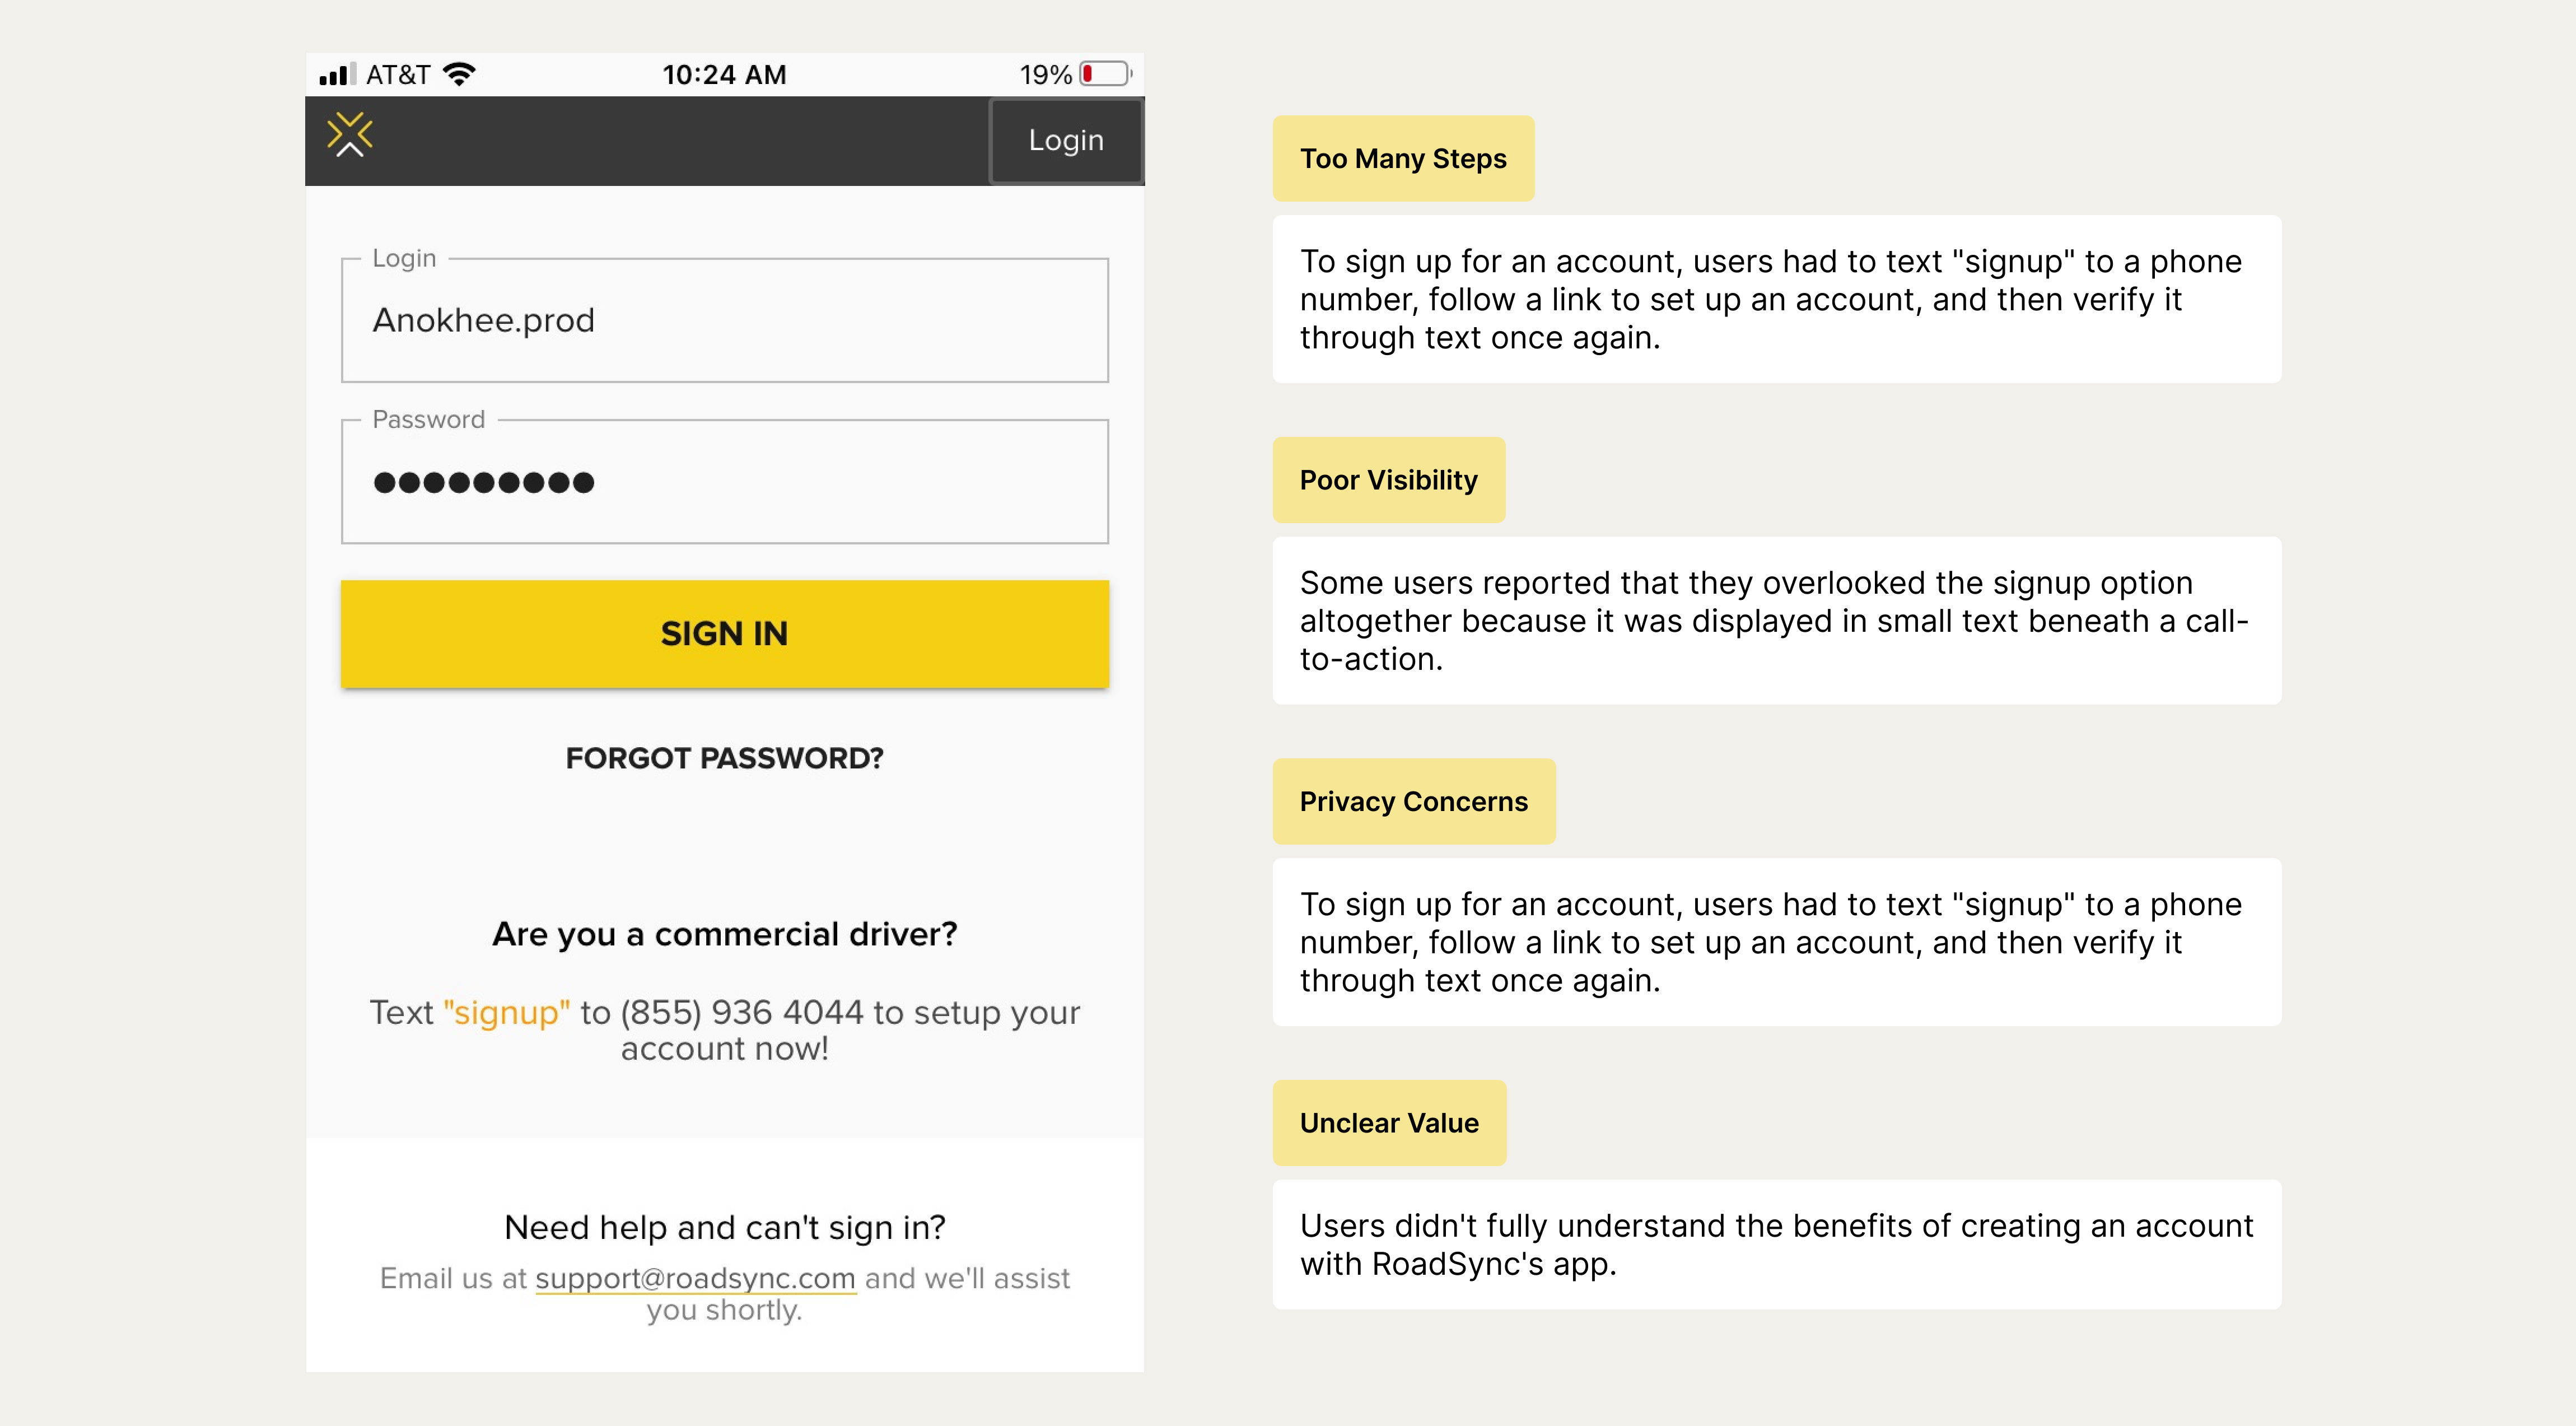 AT&T 10:24 AM 19%
Login
Login
Anokhee.prod
Password
SIGN IN
FORGOT PASSWORD?
Are you a commercial driver?
Text "signup" to (855) 936 4044 to setup your
account now!
Need help and can't sign in?
Email us at support@roadsync.com and we'll assist
you shortly.
Too Many Steps
To sign up for an account, users had to text "signup" to a phone
number, follow a link to set up an account, and then verify it
through text once again.
Poor Visibility
Some users reported that they overlooked the signup option
altogether because it was displayed in small text beneath a call-
to-action.
Privacy Concerns
To sign up for an account, users had to text "signup" to a phone
number, follow a link to set up an account, and then verify it
through text once again.
Unclear Value
Users didn't fully understand the benefits of creating an account
with RoadSync's app.